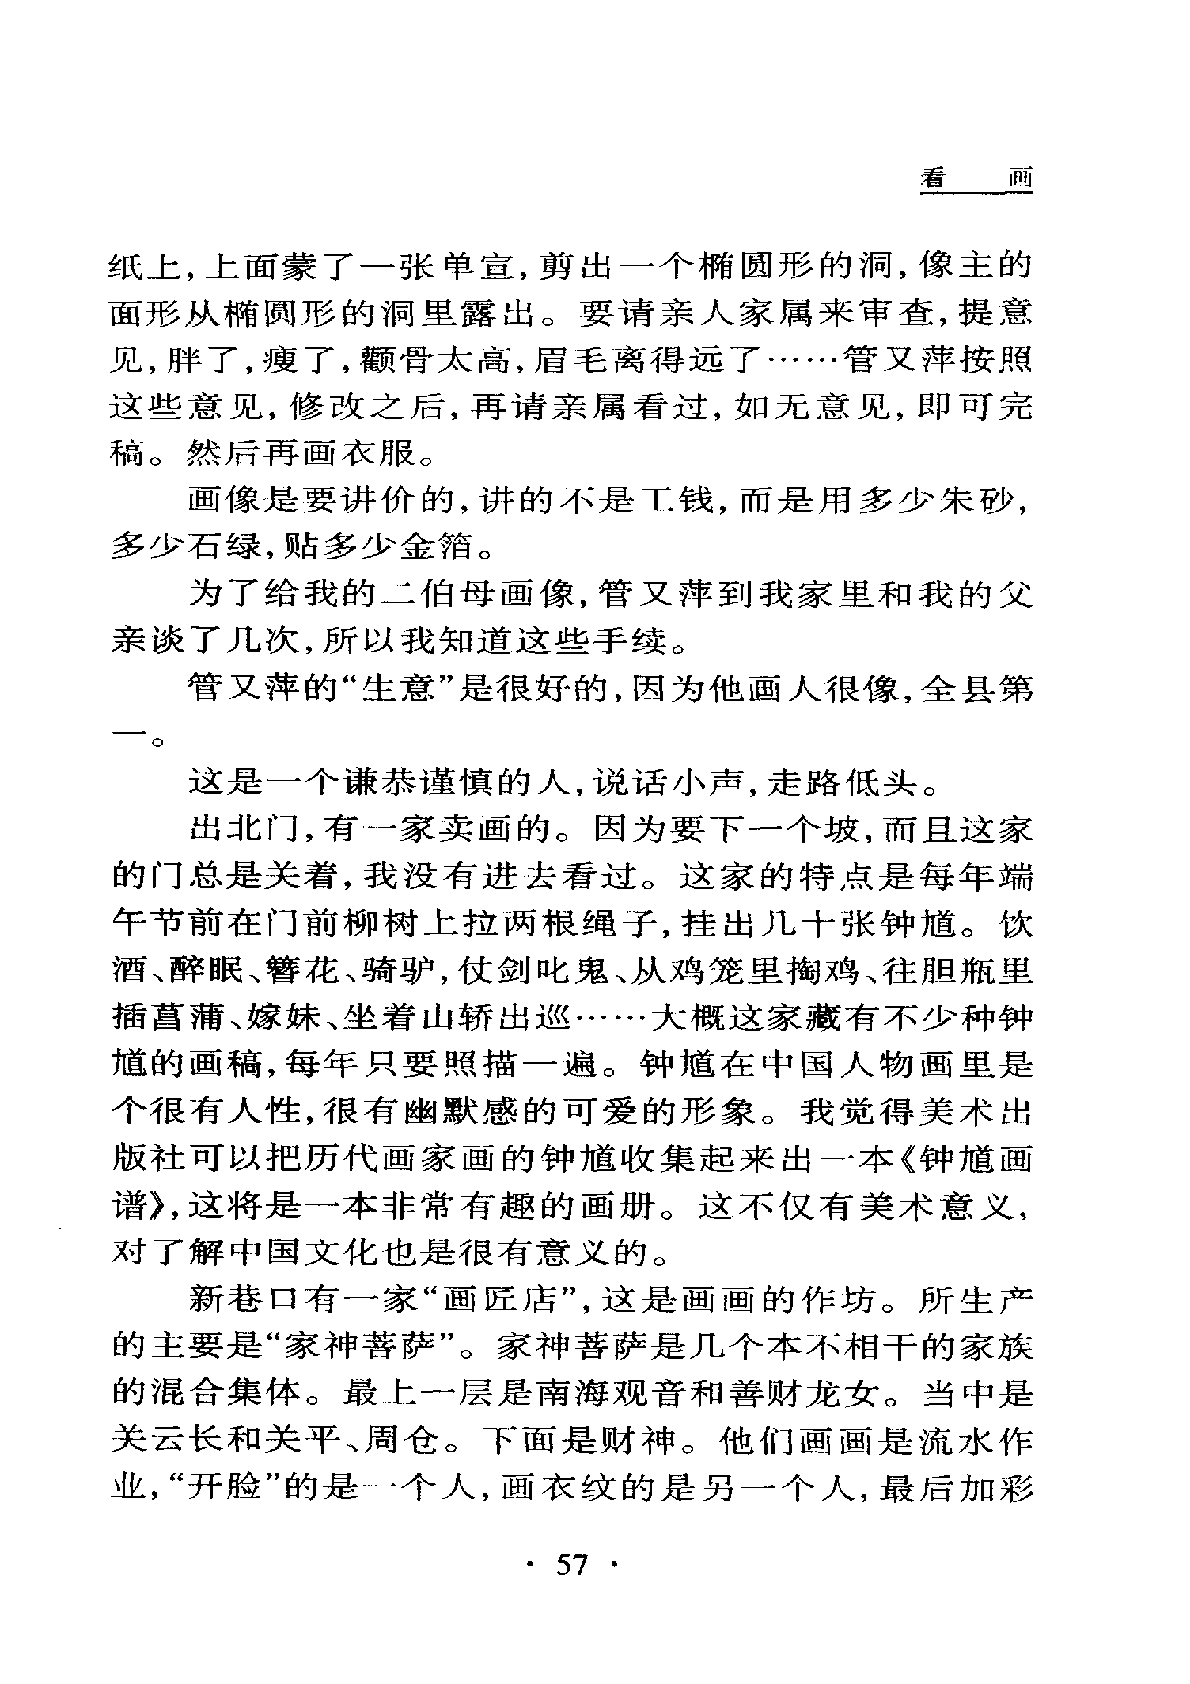 看 画
纸上,上面蒙了一张单宣,剪出一个椭圆形的洞,像主的
面形从椭圆形的洞里露出。要请亲人家属来审查,提意
见,胖了,瘦了,颧骨太高,眉毛离得远了……管又萍按照
这些意见,修改之后,再请亲属看过,如无意见,即可完
稿。然后再画衣服。
画像是要讲价的,讲的不是工钱,而是用多少朱砂,
多少石绿,贴多少金箔。
为了给我的二伯母画像,管又萍到我家里和我的父
亲谈了几次,所以我知道这些手续。
管又萍的“生意”是很好的,因为他画人很像,全县第
一。
这是一个谦恭谨慎的人,说话小声,走路低头。
出北门,有一家卖画的。因为要下一个坡,而且这家
的门总是关着,我没有进去看过。这家的特点是每年端
午节前在门前柳树上拉两根绳子,挂出几十张钟馗。饮
酒、醉眠、簪花、骑驴,仗剑叱鬼、从鸡笼里掏鸡、往胆瓶里
插菖蒲、嫁妹、坐着山轿出巡……大概这家藏有不少种钟
馗的画稿,每年只要照描一遍。钟馗在中国人物画里是
个很有人性,很有幽默感的可爱的形象。我觉得美术出
版社可以把历代画家画的钟馗收集起来出一本《钟馗画
谱》,这将是一本非常有趣的画册。这不仅有美术意义,
对了解中国文化也是很有意义的。
新巷口有一家“画匠店”,这是画画的作坊。所生产
的主要是“家神菩萨”。家神菩萨是几个本不相干的家族
的混合集体。最上一层是南海观音和善财龙女。当中是
关云长和关平、周仓。下面是财神。他们画画是流水作
业,“开脸”的是一个人,画衣纹的是另一个人,最后加彩
· 57 ·